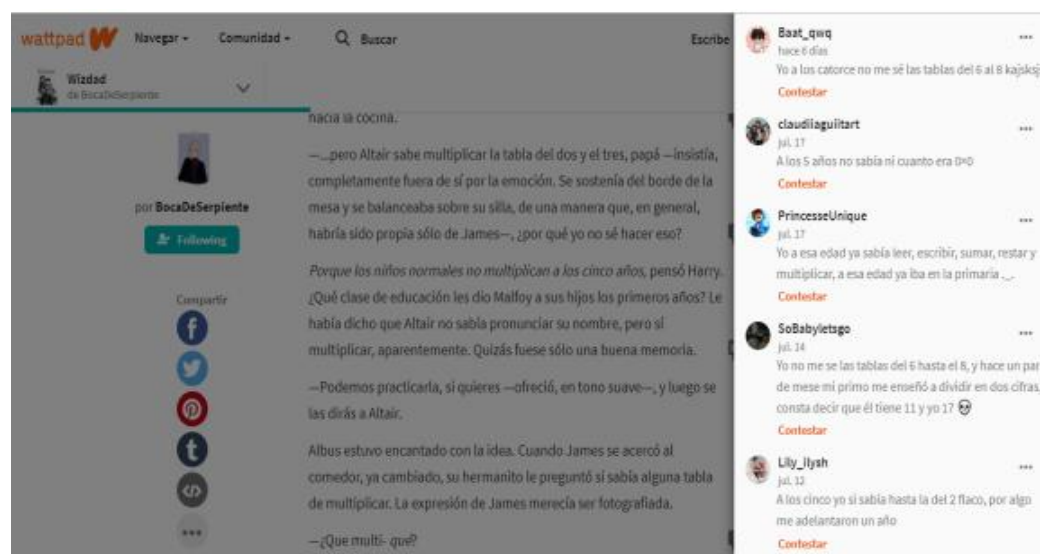 wattpad
Navegar
Comunidad
Buscar
Escribe
Wizdad
de BocaDeSerpiente
por BocaDeSerpiente
Following
Compartir
hacia la cocina.
—...pero Altair sabe multiplicar la tabla del dos y el tres, papá —insistía,
completamente fuera de sí por la emoción. Se sostenía del borde de la
mesa y se balanceaba sobre su silla, de una manera que, en general,
habría sido propia sólo de James—, ¿por qué yo no sé hacer eso?
Porque los niños normales no multiplican a los cinco años, pensó Harry.
¿Qué clase de educación les dio Malfoy a sus hijos los primeros años? Le
había dicho que Altair no sabía pronunciar su nombre, pero sí
multiplicar, aparentemente. Quizás fuese sólo una buena memoria.
—Podemos practicarla, si quieres —ofreció, en tono suave—, y luego se
las dirás a Altair.
Albus estuvo encantado con la idea. Cuando James se acercó al
comedor, ya cambiado, su hermanito le preguntó si sabía alguna tabla
de multiplicar. La expresión de James merecía ser fotografiada.
—¿Que multi- qué?
Baat_qwq
hace 6 días
Yo a los catorce no me sé las tablas del 6 al 8 kajsksj
Contestar
claudiiaguiitart
jul. 17
A los 5 años no sabía ni cuanto era 0×0
Contestar
PrincesseUnique
jul. 17
Yo a esa edad ya sabía leer, escribir, sumar, restar y
multiplicar, a esa edad ya iba en la primaria ._.
Contestar
SoBabyletsgo
jul. 14
Yo no me se las tablas del 6 hasta el 8, y hace un par
de mese mi primo me enseñó a dividir en dos cifras,
consta decir que él tiene 11 y yo 17 💀
Contestar
Lily_ilysh
jul. 12
A los cinco yo si sabía hasta la del 2 flaco, por algo
me adelantaron un año
Contestar